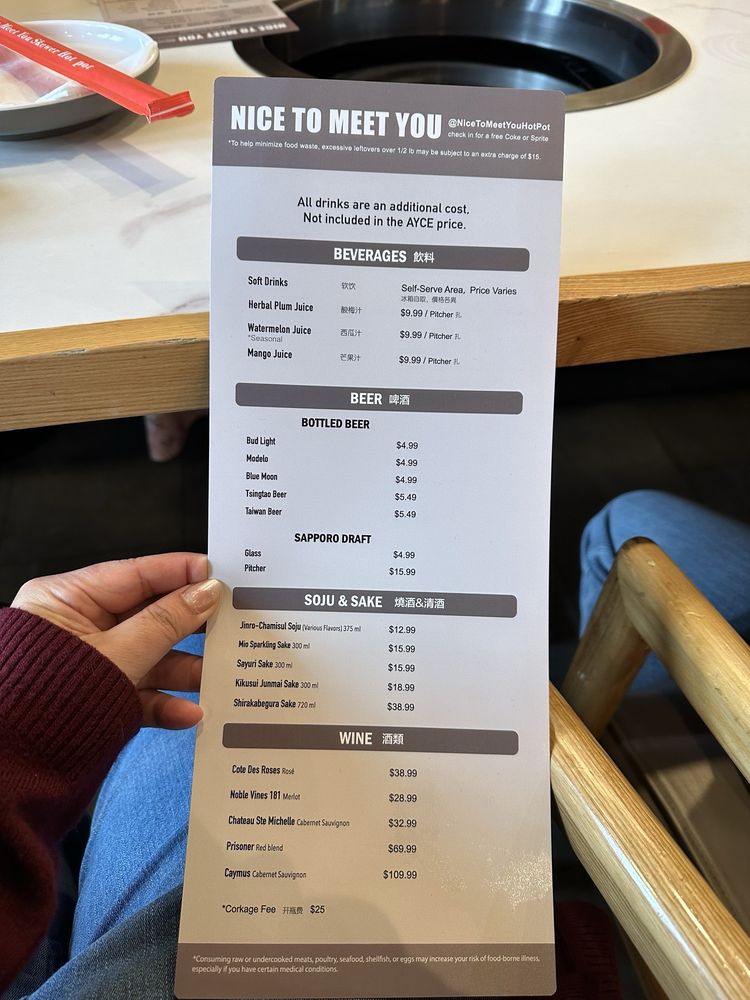 Meet You Skewer Hot pot
NICE TO MEET YOU
NICE TO MEET YOU
@NiceToMeetYouHotPot
check in for a free Coke or Sprite
*To help minimize food waste, excessive leftovers over 1/2 lb may be subject to an extra charge of $15.
All drinks are an additional cost,
Not included in the AYCE price.
BEVERAGES 飲料
Soft Drinks 软饮 Self-Serve Area, Price Varies
冰箱自取，價格各異
Herbal Plum Juice 酸梅汁 $9.99 / Pitcher 扎
Watermelon Juice 西瓜汁 $9.99 / Pitcher 扎
*Seasonal
Mango Juice 芒果汁 $9.99 / Pitcher 扎
BEER 啤酒
BOTTLED BEER
Bud Light $4.99
Modelo $4.99
Blue Moon $4.99
Tsingtao Beer $5.49
Taiwan Beer $5.49
SAPPORO DRAFT
Glass $4.99
Pitcher $15.99
SOJU & SAKE 燒酒&清酒
Jinro-Chamisul Soju (Various Flavors) 375 ml $12.99
Mio Sparkling Sake 300 ml $15.99
Sayuri Sake 300 ml $15.99
Kikusui Junmai Sake 300 ml $18.99
Shirakabegura Sake 720 ml $38.99
WINE 酒類
Cote Des Roses Rosé $38.99
Noble Vines 181 Merlot $28.99
Chateau Ste Michelle Cabernet Sauvignon $32.99
Prisoner Red blend $69.99
Caymus Cabernet Sauvignon $109.99
*Corkage Fee 开瓶费 $25
*Consuming raw or undercooked meats, poultry, seafood, shellfish, or eggs may increase your risk of food-borne illness,
especially if you have certain medical conditions.